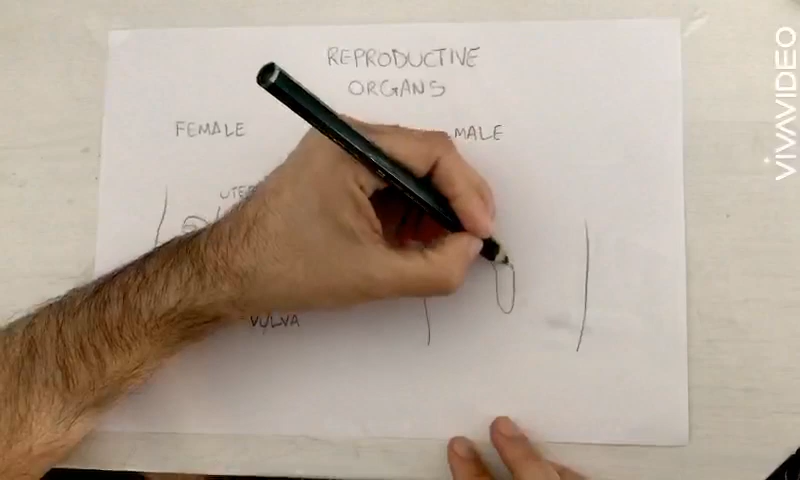 REPRODUCTIVE
ORGANS
FEMALE
MALE
VULVA
VIVAVIDEO